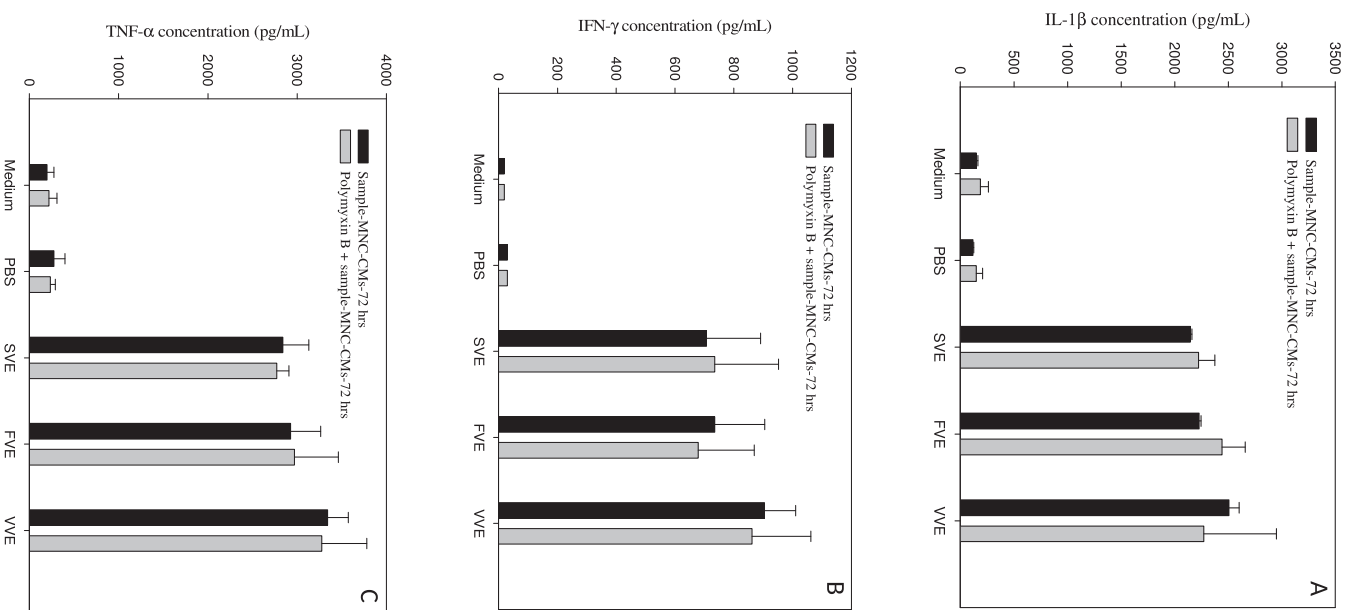 A
IL-1β concentration (pg/mL)
3500
3000
2500
2000
1500
1000
500
0
Sample-MNC-CMs-72 hrs
Polymyxin B + sample-MNC-CMs-72 hrs
Medium PBS SVE FVE VVE
B
IFN-γ concentration (pg/mL)
1200
1000
800
600
400
200
0
Sample-MNC-CMs-72 hrs
Polymyxin B + sample-MNC-CMs-72 hrs
Medium PBS SVE FVE VVE
C
TNF-α concentration (pg/mL)
4000
3000
2000
1000
0
Sample-MNC-CMs-72 hrs
Polymyxin B + sample-MNC-CMs-72 hrs
Medium PBS SVE FVE VVE